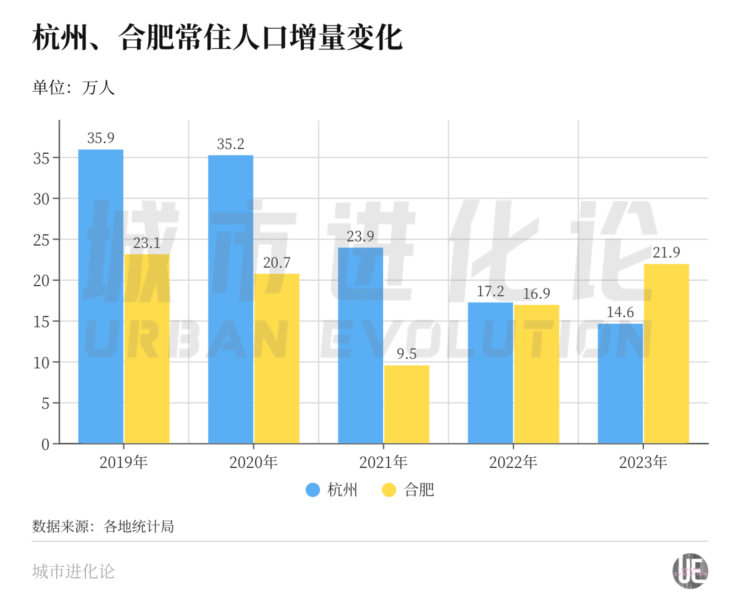 杭州、合肥常住人口增量变化
单位：万人
35.9
35.2
35
30
25
20
15
10
5
0
23.1
20.7
23.9
9.5
17.2
16.9
14.6
21.9
城市进化论
URBAN EVOLUTION
2019年 2020年 2021年 2022年 2023年
杭州 合肥
数据来源：各地统计局
城市进化论
UE